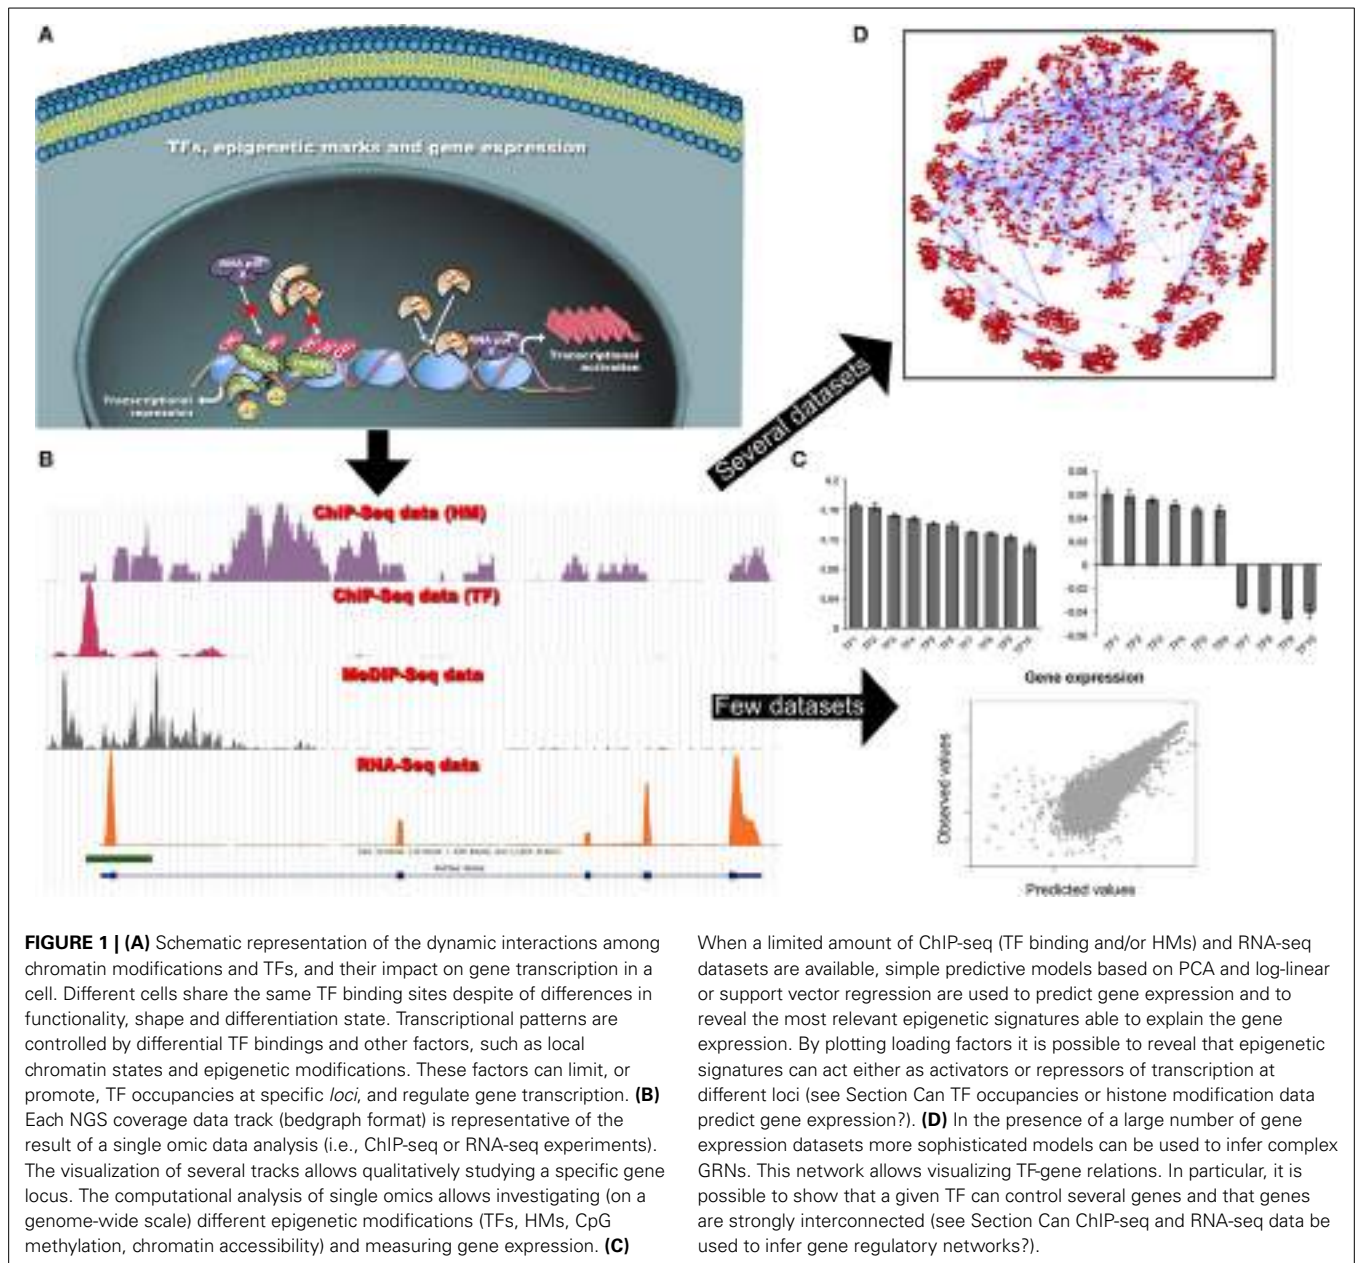 A
TFs, epigenetic marks and gene expression
Transcriptional
activation
Transcriptional
repression
B
ChIP-Seq data (HM)
ChIP-Seq data (TF)
MeDIP-Seq data
RNA-Seq data
D
Several datasets
Few datasets
C
0.2
0
0.04
0.02
0
-0.02
-0.04
Gene expression
Observed values
Predicted values
FIGURE 1 | (A) Schematic representation of the dynamic interactions among
chromatin modifications and TFs, and their impact on gene transcription in a
cell. Different cells share the same TF binding sites despite of differences in
functionality, shape and differentiation state. Transcriptional patterns are
controlled by differential TF bindings and other factors, such as local
chromatin states and epigenetic modifications. These factors can limit, or
promote, TF occupancies at specific loci, and regulate gene transcription. (B)
Each NGS coverage data track (bedgraph format) is representative of the
result of a single omic data analysis (i.e., ChIP-seq or RNA-seq experiments).
The visualization of several tracks allows qualitatively studying a specific gene
locus. The computational analysis of single omics allows investigating (on a
genome-wide scale) different epigenetic modifications (TFs, HMs, CpG
methylation, chromatin accessibility) and measuring gene expression. (C)
When a limited amount of ChIP-seq (TF binding and/or HMs) and RNA-seq
datasets are available, simple predictive models based on PCA and log-linear
or support vector regression are used to predict gene expression and to
reveal the most relevant epigenetic signatures able to explain the gene
expression. By plotting loading factors it is possible to reveal that epigenetic
signatures can act either as activators or repressors of transcription at
different loci (see Section Can TF occupancies or histone modification data
predict gene expression?). (D) In the presence of a large number of gene
expression datasets more sophisticated models can be used to infer complex
GRNs. This network allows visualizing TF-gene relations. In particular, it is
possible to show that a given TF can control several genes and that genes
are strongly interconnected (see Section Can ChIP-seq and RNA-seq data be
used to infer gene regulatory networks?).